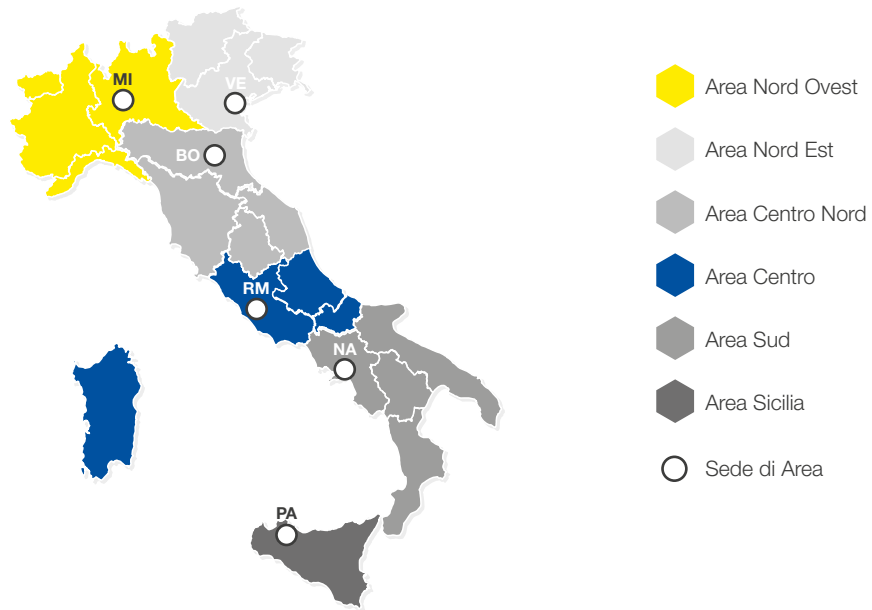 MI
VE
BO
RM
NA
PA
Area Nord Ovest
Area Nord Est
Area Centro Nord
Area Centro
Area Sud
Area Sicilia
Sede di Area